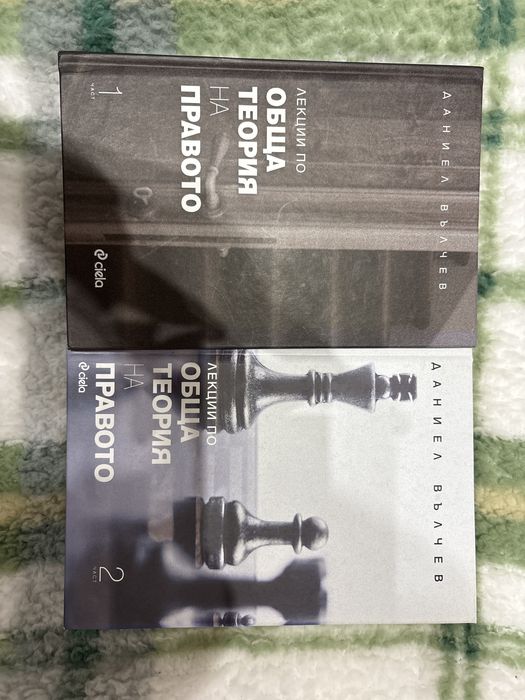 ДАНИЕЛ ВЪЛЧЕВ
ЛЕКЦИИ ПО
ОБЩА
ТЕОРИЯ
НА
ПРАВОТО
1
ЧАСТ
ciela
ДАНИЕЛ ВЪЛЧЕВ
ЛЕКЦИИ ПО
ОБЩА
ТЕОРИЯ
НА
ПРАВОТО
ciela
2
ЧАСТ